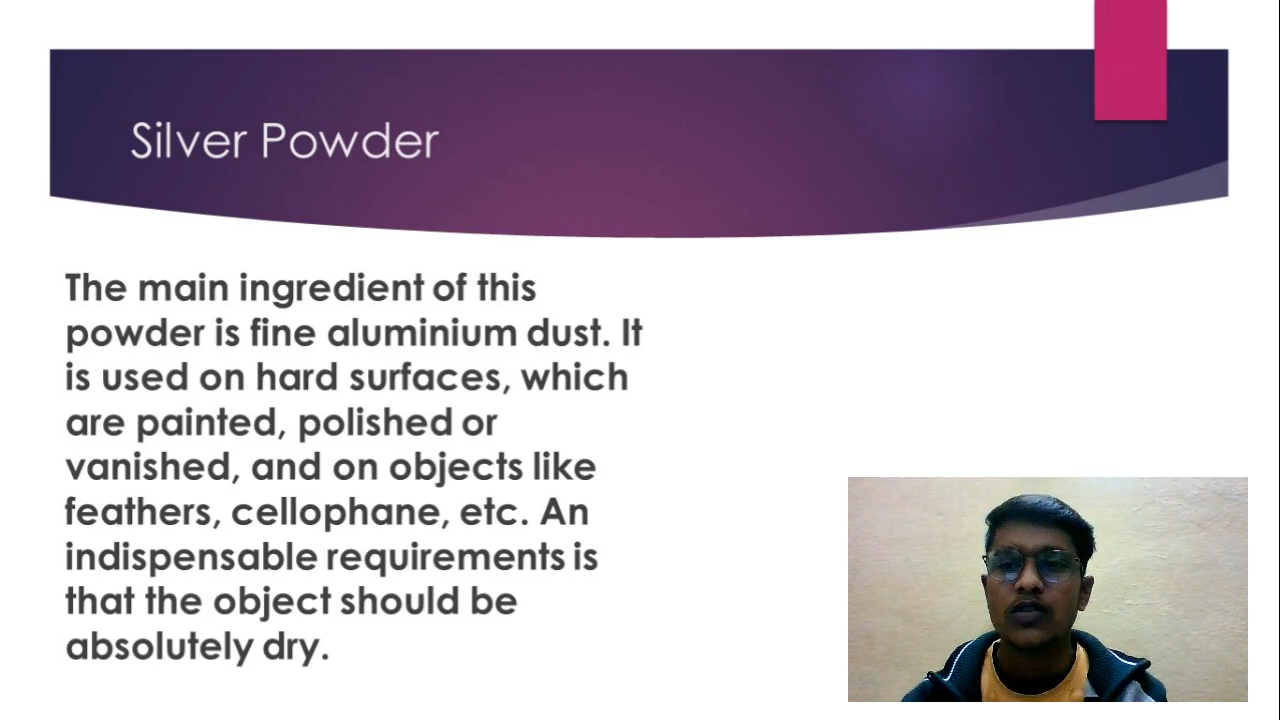 Silver Powder
The main ingredient of this
powder is fine aluminium dust. It
is used on hard surfaces, which
are painted, polished or
vanished, and on objects like
feathers, cellophane, etc. An
indispensable requirements is
that the object should be
absolutely dry.